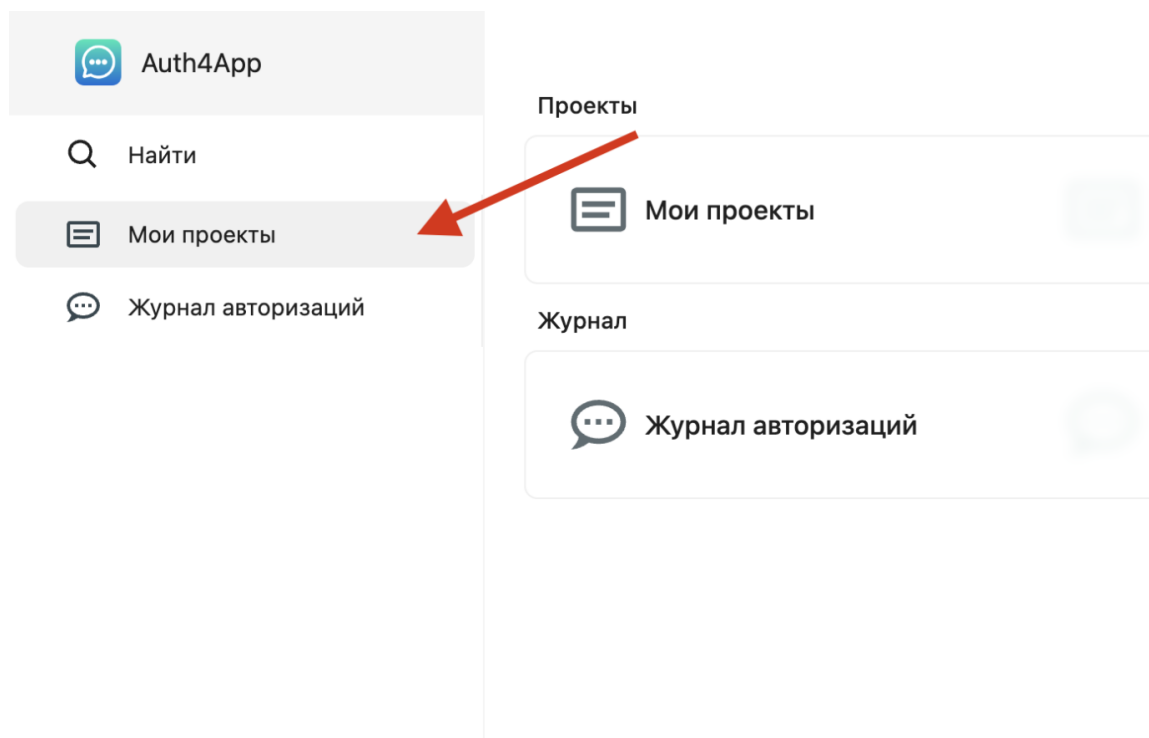 Auth4App
Найти
Мои проекты
Журнал авторизаций
Проекты
Мои проекты
Журнал
Журнал авторизаций